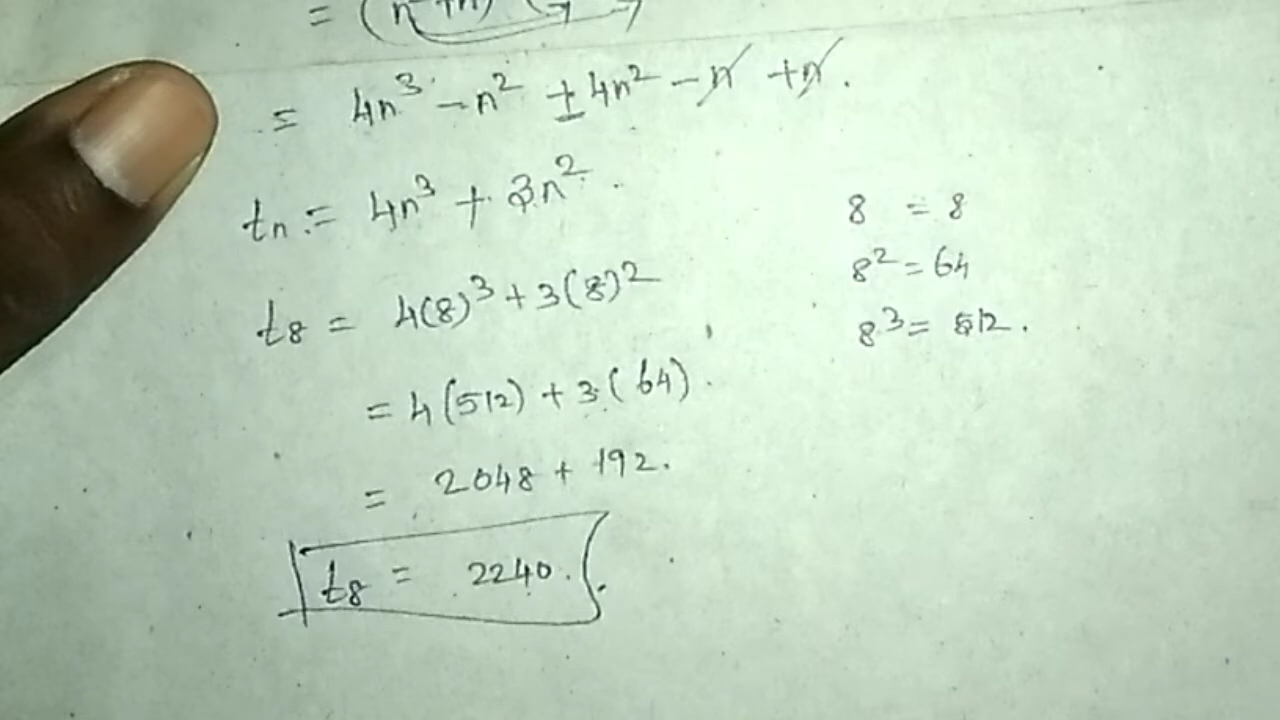 = (n² + n) (
= 4n³ - n² + 4n² - n + n.
tn = 4n³ + 3n².
t8 = 4(8)³ + 3(8)²
= 4(512) + 3(64).
= 2048 + 192.
t8 = 2240.
8 = 8
8² = 64
8³ = 512.